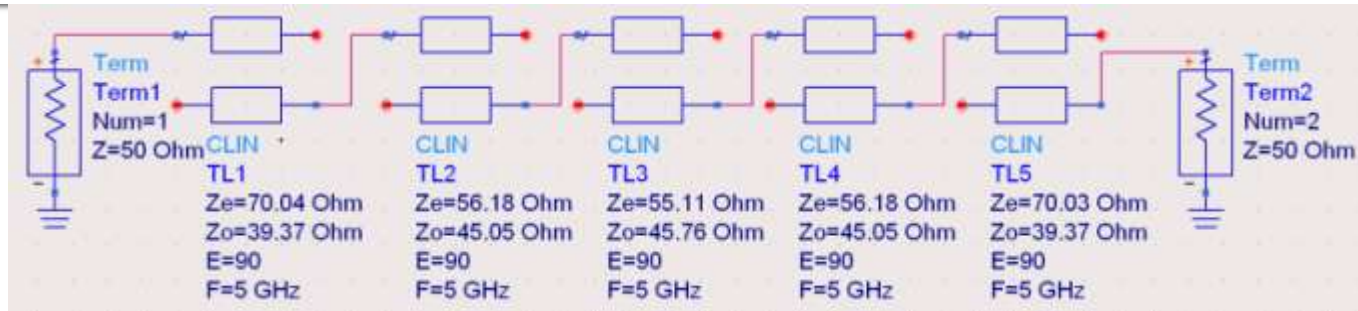 +
Term
Term1
Num=1
Z=50 Ohm
-
CLIN
TL1
Ze=70.04 Ohm
Zo=39.37 Ohm
E=90
F=5 GHz
CLIN
TL2
Ze=56.18 Ohm
Zo=45.05 Ohm
E=90
F=5 GHz
CLIN
TL3
Ze=55.11 Ohm
Zo=45.76 Ohm
E=90
F=5 GHz
CLIN
TL4
Ze=56.18 Ohm
Zo=45.05 Ohm
E=90
F=5 GHz
CLIN
TL5
Ze=70.03 Ohm
Zo=39.37 Ohm
E=90
F=5 GHz
+
Term
Term2
Num=2
Z=50 Ohm
-